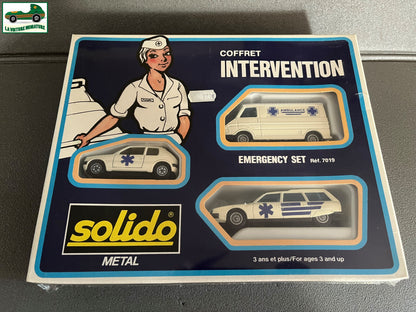 LA VOITURE MINIATURE
COFFRET
INTERVENTION
AMBULANCE
EMERGENCY SET Réf. 7019
solido
METAL
3 ans et plus/For ages 3 and up